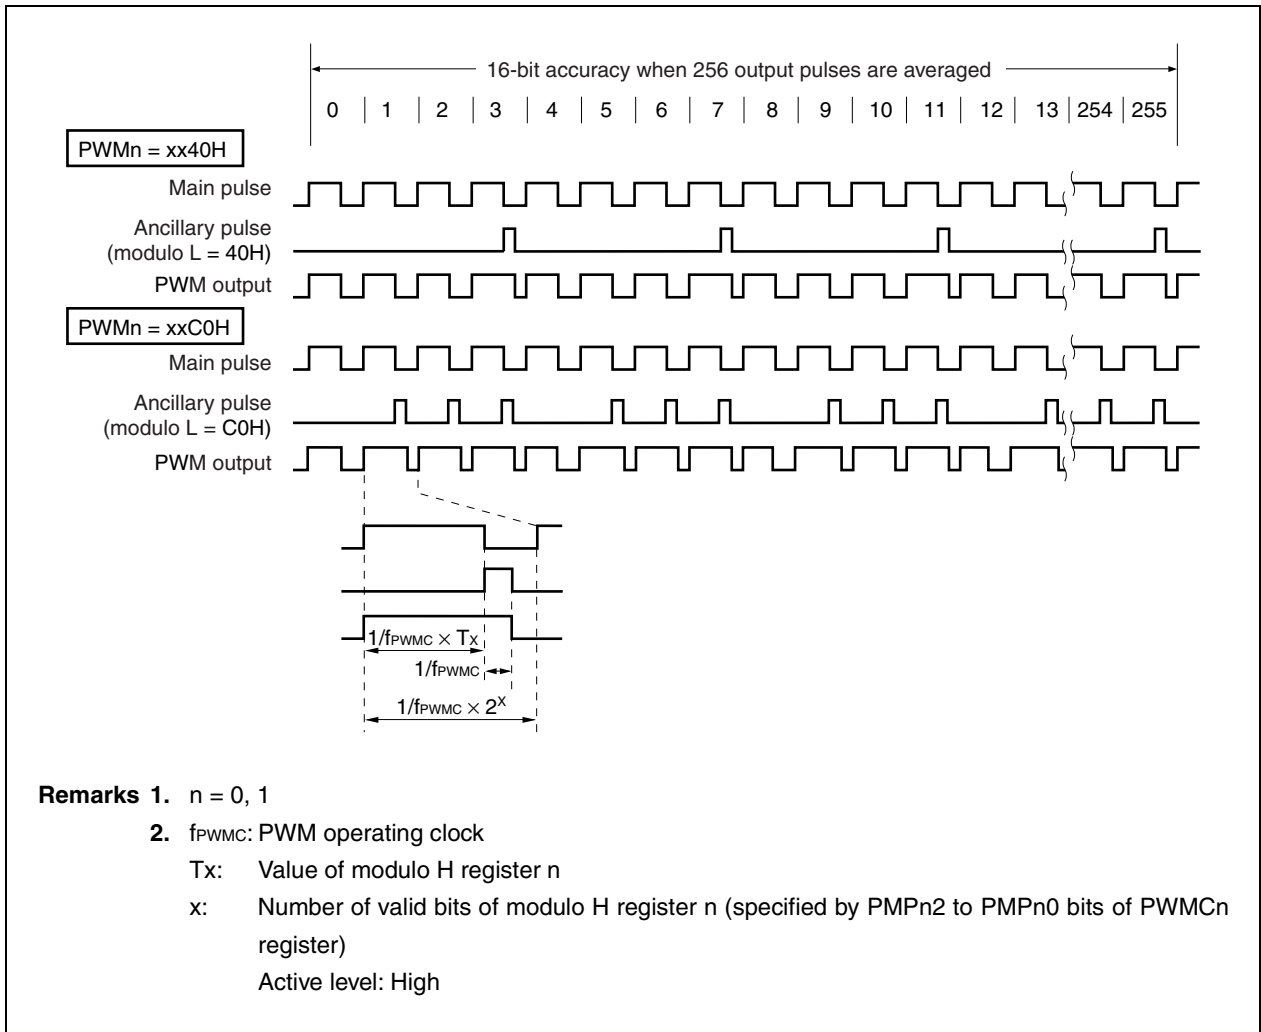 16-bit accuracy when 256 output pulses are averaged
0 1 2 3 4 5 6 7 8 9 10 11 12 13 254 255
PWMn = xx40H
Main pulse
Ancillary pulse
(modulo L = 40H)
PWM output
PWMn = xxC0H
Main pulse
Ancillary pulse
(modulo L = C0H)
PWM output
1/fPWMC × Tx
1/fPWMC
1/fPWMC × 2^x
Remarks 1. n = 0, 1
2. fPWMC: PWM operating clock
Tx: Value of modulo H register n
x: Number of valid bits of modulo H register n (specified by PMPn2 to PMPn0 bits of PWMCn
register)
Active level: High